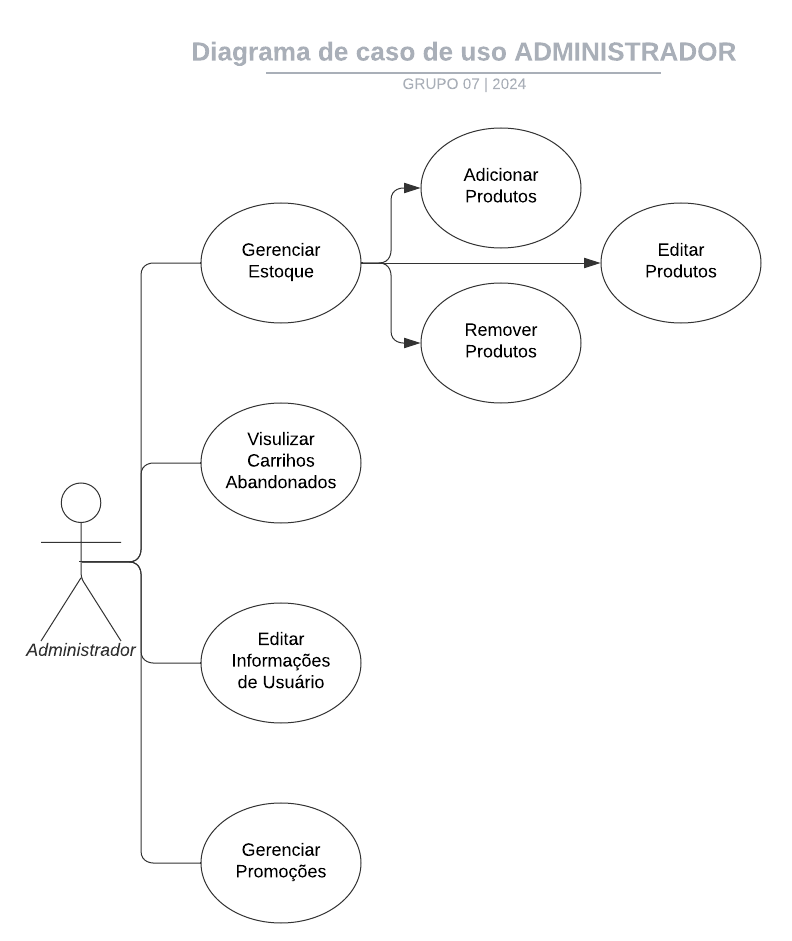 Diagrama de caso de uso ADMINISTRADOR
GRUPO 07 | 2024
Adicionar
Produtos
Gerenciar
Estoque
Editar
Produtos
Remover
Produtos
Visulizar
Carrihos
Abandonados
Administrador
Editar
Informações
de Usuário
Gerenciar
Promoções